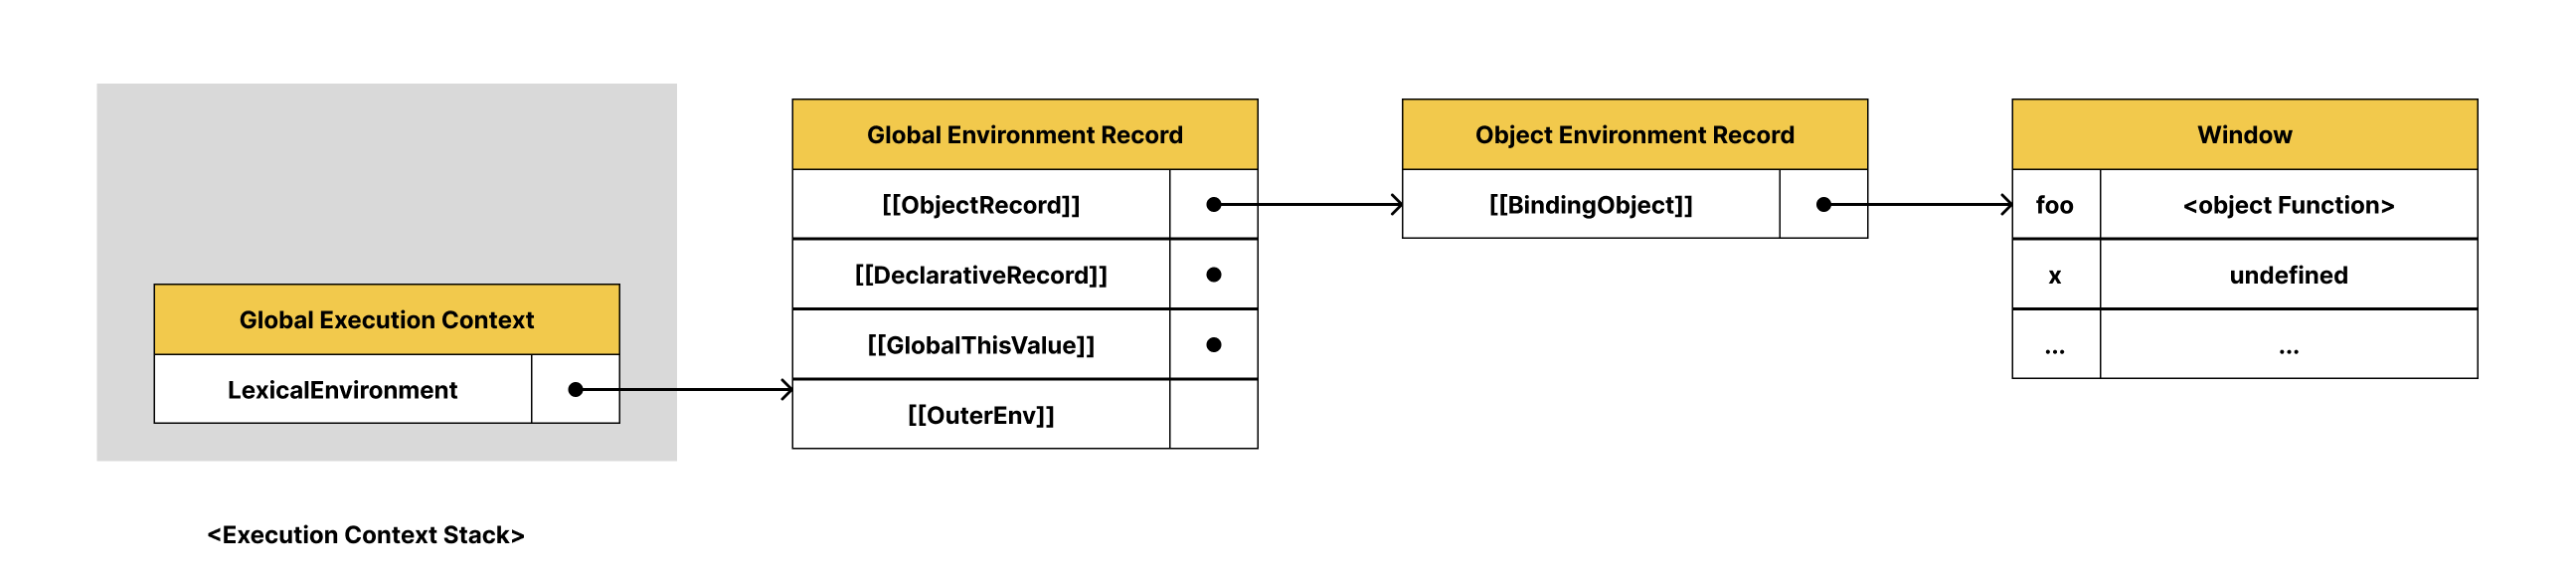 Global Execution Context
LexicalEnvironment
<Execution Context Stack>
Global Environment Record
[[ObjectRecord]]
[[DeclarativeRecord]]
[[GlobalThisValue]]
[[OuterEnv]]
Object Environment Record
[[BindingObject]]
Window
foo <object Function>
x undefined
... ...